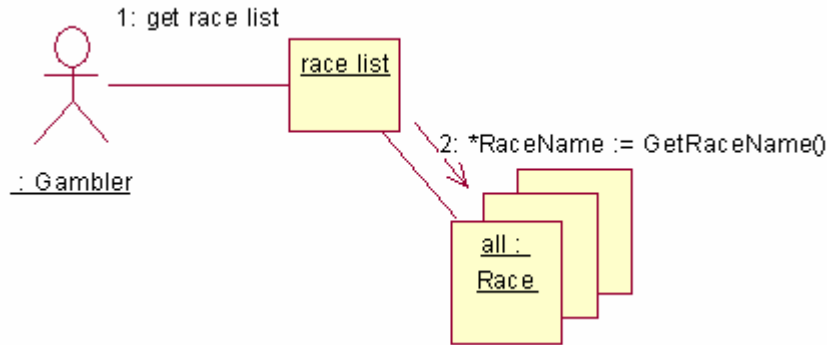 1: get race list
race list
2: *RaceName := GetRaceName()
: Gambler
all :
Race